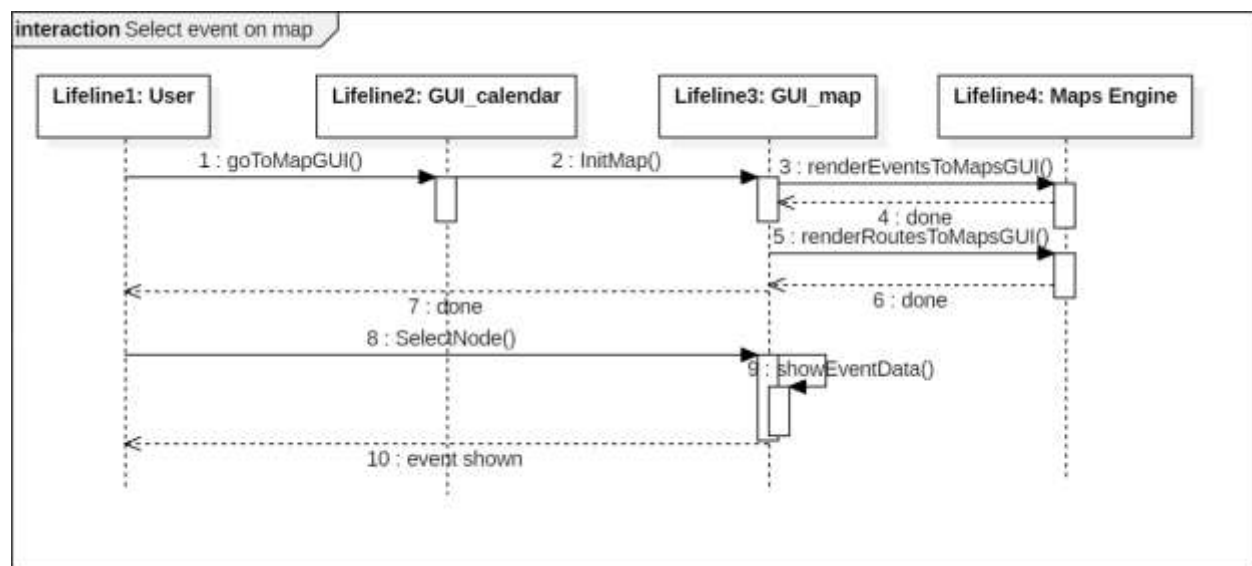 interaction Select event on map
Lifeline1: User
Lifeline2: GUI_calendar
Lifeline3: GUI_map
Lifeline4: Maps Engine
1 : goToMapGUI()
2 : InitMap()
3 : renderEventsToMapsGUI()
4 : done
5 : renderRoutesToMapsGUI()
6 : done
7 : done
8 : SelectNode()
9 : showEventData()
10 : event shown